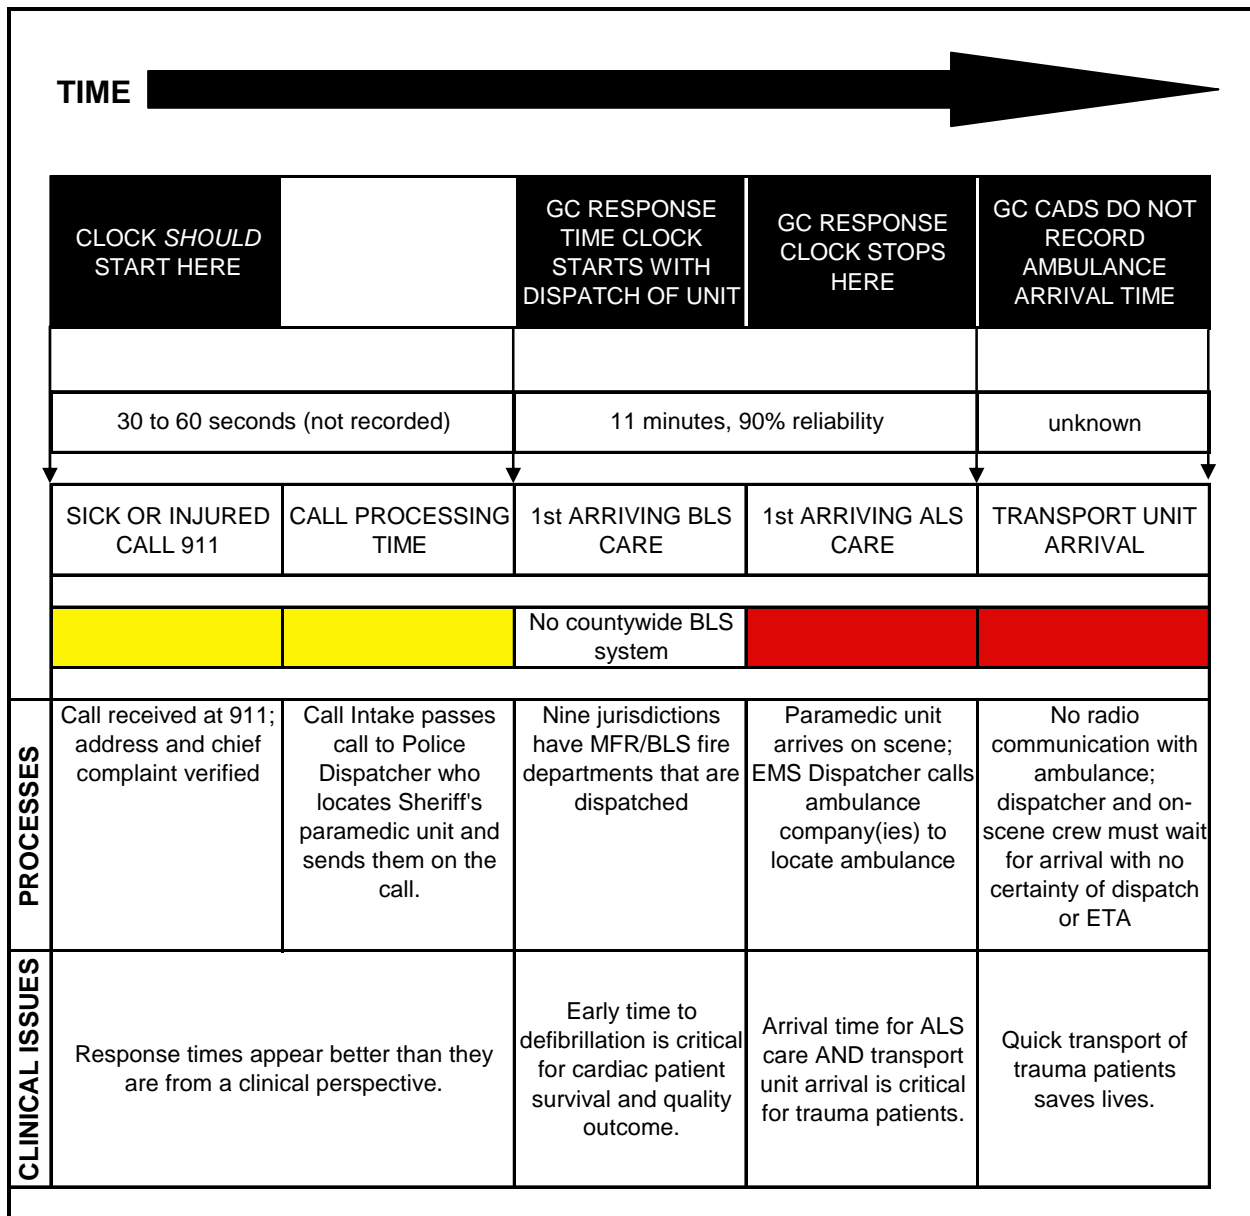 TIME
CLOCK SHOULD
START HERE
GC RESPONSE
TIME CLOCK
STARTS WITH
DISPATCH OF UNIT
GC RESPONSE
CLOCK STOPS
HERE
GC CADS DO NOT
RECORD
AMBULANCE
ARRIVAL TIME
30 to 60 seconds (not recorded)
11 minutes, 90% reliability
unknown
SICK OR INJURED
CALL 911
CALL PROCESSING
TIME
1st ARRIVING BLS
CARE
1st ARRIVING ALS
CARE
TRANSPORT UNIT
ARRIVAL
No countywide BLS
system
PROCESSES
Call received at 911;
address and chief
complaint verified
Call Intake passes
call to Police
Dispatcher who
locates Sheriff's
paramedic unit and
sends them on the
call.
Nine jurisdictions
have MFR/BLS fire
departments that are
dispatched
Paramedic unit
arrives on scene;
EMS Dispatcher calls
ambulance
company(ies) to
locate ambulance
No radio
communication with
ambulance;
dispatcher and on-
scene crew must wait
for arrival with no
certainty of dispatch
or ETA
CLINICAL ISSUES
Response times appear better than they
are from a clinical perspective.
Early time to
defibrillation is critical
for cardiac patient
survival and quality
outcome.
Arrival time for ALS
care AND transport
unit arrival is critical
for trauma patients.
Quick transport of
trauma patients
saves lives.